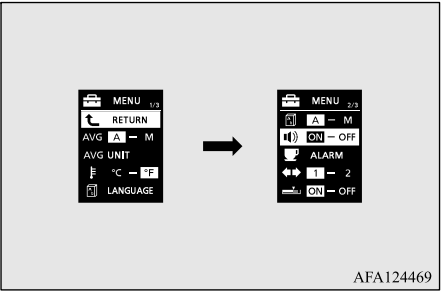 MENU 1/3
RETURN
AVG A – M
AVG UNIT
°C – °F
LANGUAGE
MENU 2/3
A – M
ON – OFF
ALARM
1 – 2
ON – OFF
AFA124469